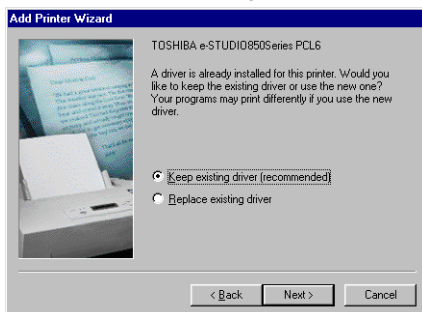 Add Printer Wizard
TOSHIBA e-STUDIO850Series PCL6
A driver is already installed for this printer. Would you
like to keep the existing driver or use the new one?
Your programs may print differently if you use the new
driver.
Keep existing driver (recommended)
Replace existing driver
< Back
Next >
Cancel